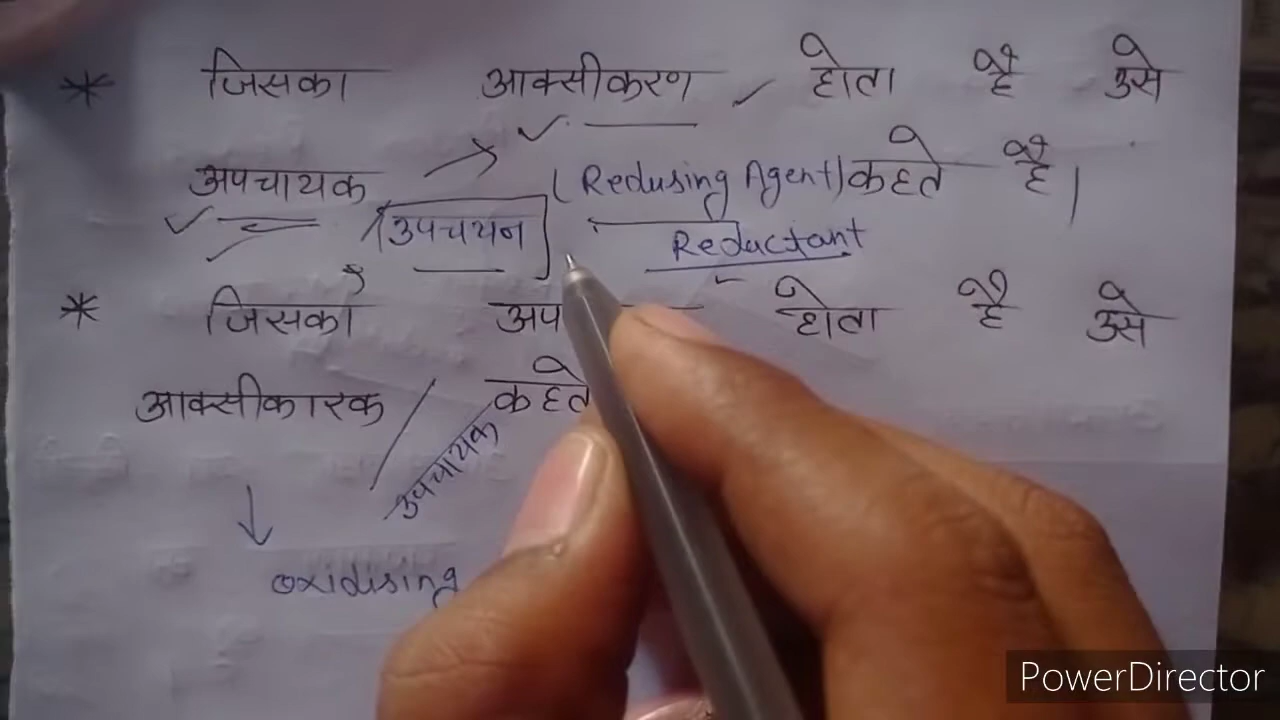 * जिसका आक्सीकरण होता है उसे
अपचायक → (Redusing Agent) कहते है।
उपचयन Reductant
* जिसका होता है उसे
आक्सीकारक / कहते
उपचायक
oxidusing
PowerDirector